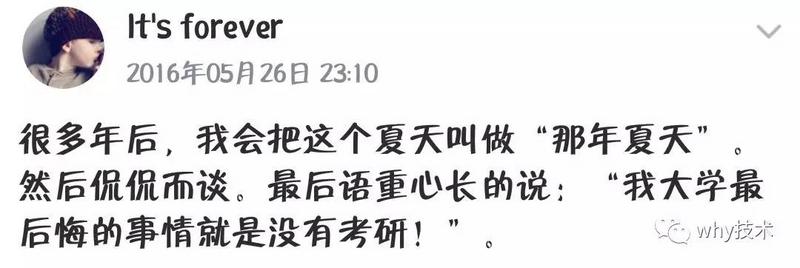 It's forever
2016年05月26日 23:10
很多年后，我会把这个夏天叫做“那年夏天”。
然后侃侃而谈。最后语重心长的说：“我大学最
后悔的事情就是没有考研！”。
why技术